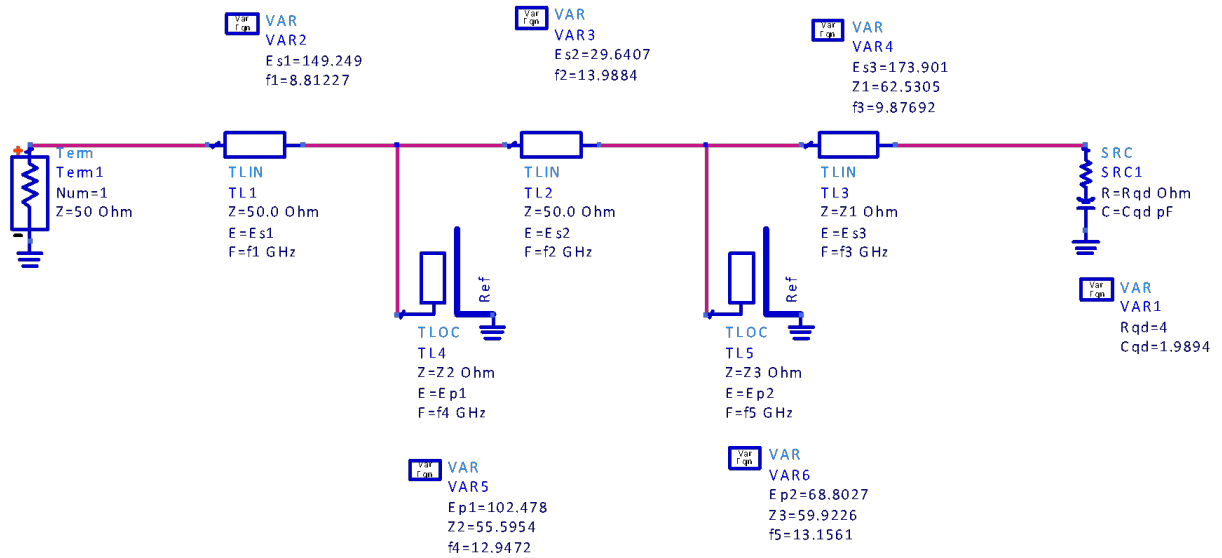 Var
Eqn
VAR
VAR2
Es1=149.249
f1=8.81227
Var
Eqn
VAR
VAR3
Es2=29.6407
f2=13.9884
Var
Eqn
VAR
VAR4
Es3=173.901
Z1=62.5305
f3=9.87692
+
Term
Term1
Num=1
Z=50 Ohm
-
TLIN
TL1
Z=50.0 Ohm
E=Es1
F=f1 GHz
TLIN
TL2
Z=50.0 Ohm
E=Es2
F=f2 GHz
TLIN
TL3
Z=Z1 Ohm
E=Es3
F=f3 GHz
SRC
SRC1
R=Rqd Ohm
C=Cqd pF
Ref
TLOC
TL4
Z=Z2 Ohm
E=Ep1
F=f4 GHz
Ref
TLOC
TL5
Z=Z3 Ohm
E=Ep2
F=f5 GHz
Var
Eqn
VAR
VAR1
Rqd=4
Cqd=1.9894
Var
Eqn
VAR
VAR5
Ep1=102.478
Z2=55.5954
f4=12.9472
Var
Eqn
VAR
VAR6
Ep2=68.8027
Z3=59.9226
f5=13.1561